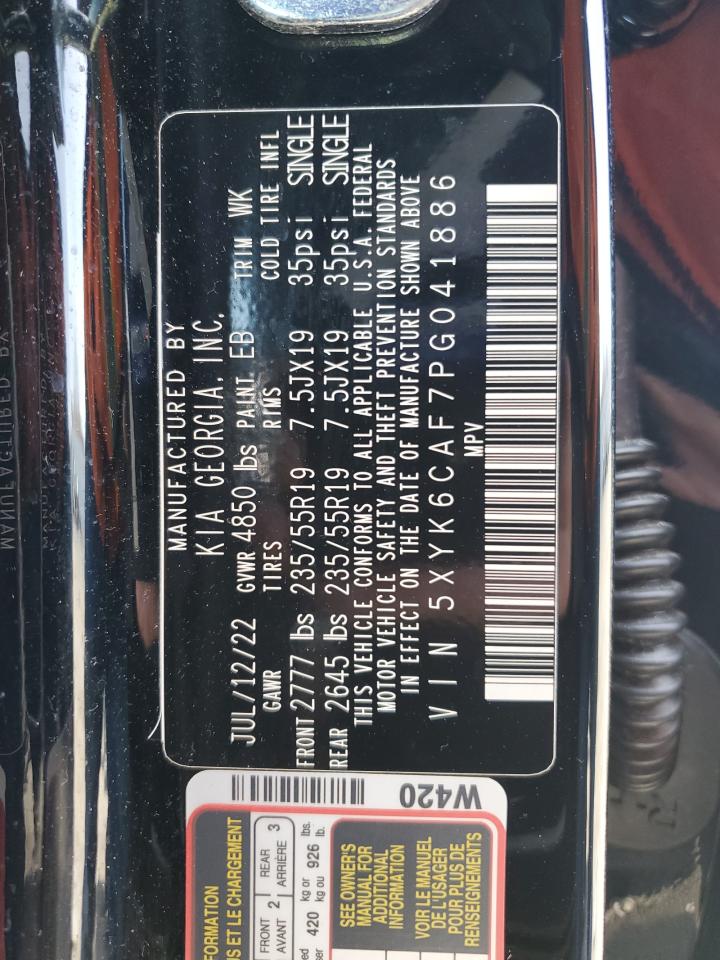 MANUFACTURED BY
KIA GEORGIA, INC.
JUL/12/22 GVWR 4850 lbs PAINT EB TRIM WK
GAWR TIRES RIMS COLD TIRE INFL
FRONT 2777 lbs 235/55R19 7.5JX19 35psi SINGLE
REAR 2645 lbs 235/55R19 7.5JX19 35psi SINGLE
THIS VEHICLE CONFORMS TO ALL APPLICABLE U.S.A. FEDERAL
MOTOR VEHICLE SAFETY AND THEFT PREVENTION STANDARDS
IN EFFECT ON THE DATE OF MANUFACTURE SHOWN ABOVE
VIN 5XYK6CAF7PG041886
MPV
W420
FORMATION
US ET LE CHARGEMENT
FRONT 2 REAR 3
AVANT ARRIÈRE
420 kg or 926 lbs.
kg ou lb.
SEE OWNER'S
MANUAL FOR
ADDITIONAL
INFORMATION
VOIR LE MANUEL
DE L'USAGER
POUR PLUS DE
RENSEIGNEMENTS